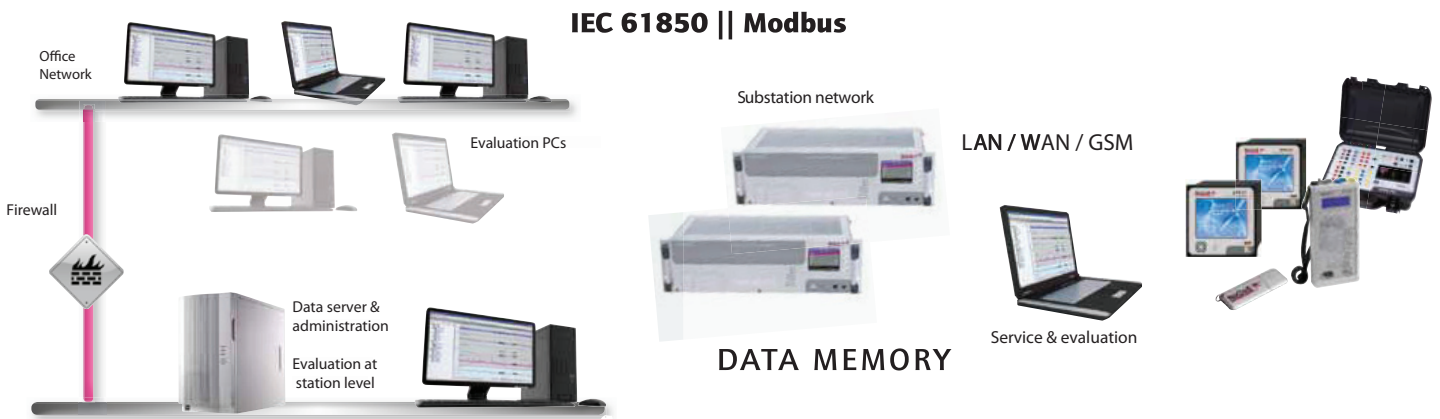 IEC 61850 || Modbus
Office
Network
Substation network
Evaluation PCs
LAN / WAN / GSM
Firewall
Data server &
administration
Evaluation at
station level
Service & evaluation
DATA MEMORY